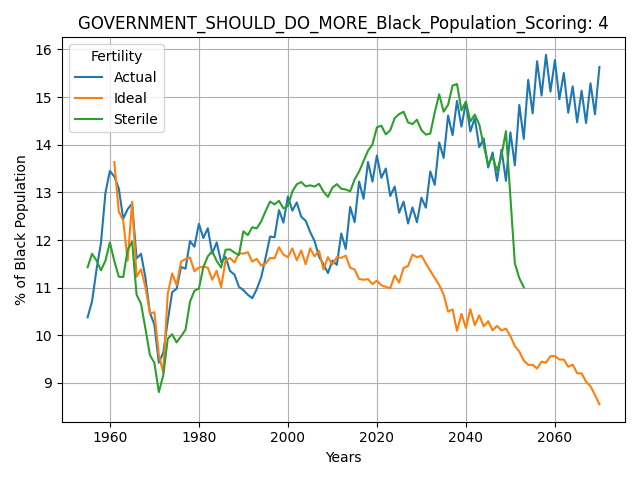 GOVERNMENT_SHOULD_DO_MORE_Black_Population_Scoring: 4
Fertility
Actual
Ideal
Sterile
% of Black Population
16
15
14
13
12
11
10
9
1960
1980
2000
2020
2040
2060
Years